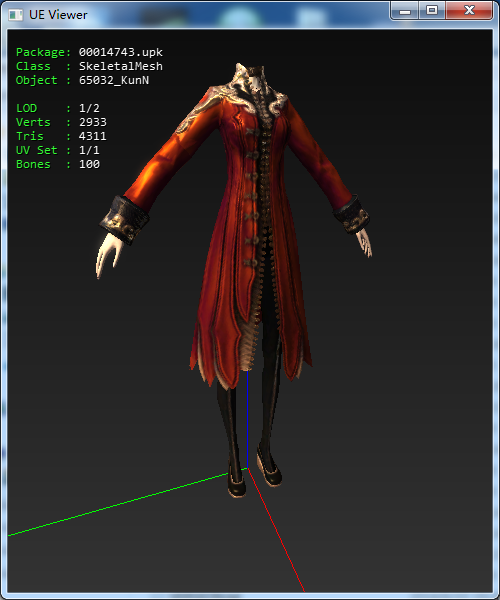 UE Viewer
Package: 00014743.upk
Class : SkeletalMesh
Object : 65032_KunN
LOD : 1/2
Verts : 2933
Tris : 4311
UV Set : 1/1
Bones : 100